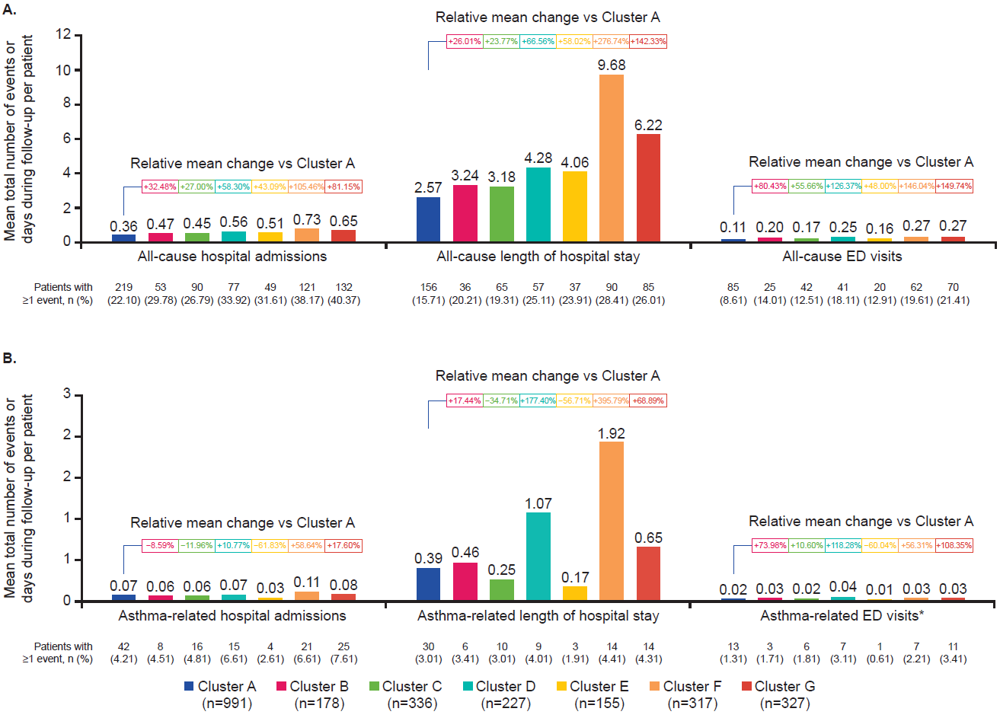 A.
Mean total number of events or
days during follow-up per patient
12
10
8
6
4
2
0
Relative mean change vs Cluster A
+32.48% +27.00% +58.30% +43.09% +105.46% +81.15%
0.36 0.47 0.45 0.56 0.51 0.73 0.65
All-cause hospital admissions
Relative mean change vs Cluster A
+26.01% +23.77% +66.56% +58.02% +276.74% +142.33%
2.57 3.24 3.18 4.28 4.06 9.68 6.22
All-cause length of hospital stay
Relative mean change vs Cluster A
+80.43% +55.66% +126.37% +48.00% +146.04% +149.74%
0.11 0.20 0.17 0.25 0.16 0.27 0.27
All-cause ED visits
Patients with 219 53 90 77 49 121 132 156 36 65 57 37 90 85 85 25 42 41 20 62 70
≥1 event, n (%) (22.10) (29.78) (26.79) (33.92) (31.61) (38.17) (40.37) (15.71) (20.21) (19.31) (25.11) (23.91) (28.41) (26.01) (8.61) (14.01) (12.51) (18.11) (12.91) (19.61) (21.41)
B.
Mean total number of events or
days during follow-up per patient
3
2
2
1
1
0
Relative mean change vs Cluster A
−8.59% −11.96% +10.77% −61.83% +58.64% +17.60%
0.07 0.06 0.06 0.07 0.03 0.11 0.08
Asthma-related hospital admissions
Relative mean change vs Cluster A
+17.44% −34.71% +177.40% −56.71% +395.79% +68.89%
0.39 0.46 0.25 1.07 0.17 1.92 0.65
Asthma-related length of hospital stay
Relative mean change vs Cluster A
+73.98% +10.60% +118.28% −60.04% +56.31% +108.35%
0.02 0.03 0.02 0.04 0.01 0.03 0.03
Asthma-related ED visits*
Patients with 42 8 16 15 4 21 25 30 6 10 9 3 14 14 13 3 6 7 1 7 11
≥1 event, n (%) (4.21) (4.51) (4.81) (6.61) (2.61) (6.61) (7.61) (3.01) (3.41) (3.01) (4.01) (1.91) (4.41) (4.31) (1.31) (1.71) (1.81) (3.11) (0.61) (2.21) (3.41)
Cluster A Cluster B Cluster C Cluster D Cluster E Cluster F Cluster G
(n=991) (n=178) (n=336) (n=227) (n=155) (n=317) (n=327)